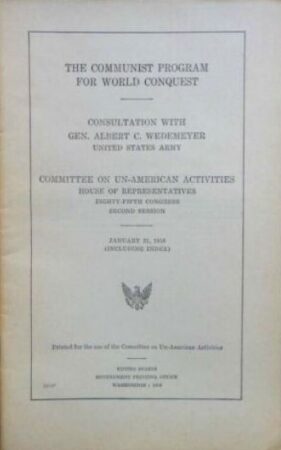 THE COMMUNIST PROGRAM
FOR WORLD CONQUEST
CONSULTATION WITH
GEN. ALBERT C. WEDEMEYER
UNITED STATES ARMY
COMMITTEE ON UN-AMERICAN ACTIVITIES
HOUSE OF REPRESENTATIVES
EIGHTY-FIFTH CONGRESS
SECOND SESSION
JANUARY 21, 1958
(INCLUDING INDEX)
Printed for the use of the Committee on Un-American Activities
UNITED STATES
GOVERNMENT PRINTING OFFICE
WASHINGTON : 1958